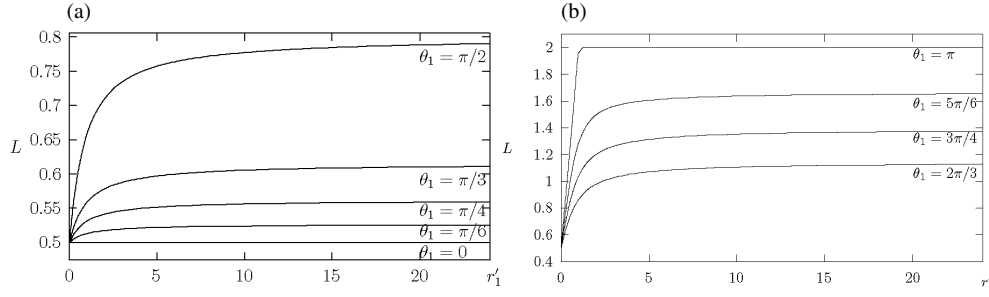 (a)
0.8
0.75
0.7
0.65
0.6
0.55
0.5
L
θ₁ = π/2
θ₁ = π/3
θ₁ = π/4
θ₁ = π/6
θ₁ = 0
0 5 10 15 20 r′₁
(b)
2
1.8
1.6
1.4
1.2
1
0.8
0.6
0.4
L
θ₁ = π
θ₁ = 5π/6
θ₁ = 3π/4
θ₁ = 2π/3
0 5 10 15 20 r